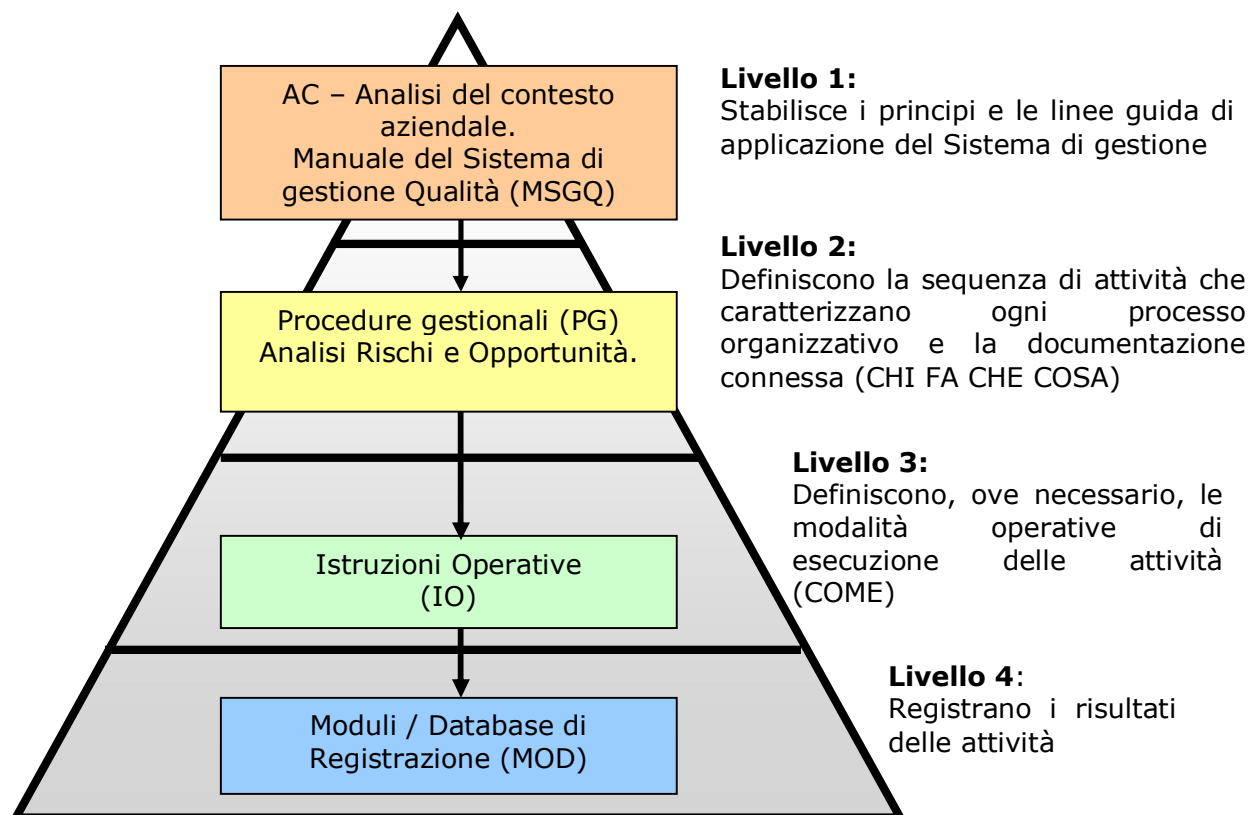 AC – Analisi del contesto
aziendale.
Manuale del Sistema di
gestione Qualità (MSGQ)
Livello 1:
Stabilisce i principi e le linee guida di
applicazione del Sistema di gestione
Procedure gestionali (PG)
Analisi Rischi e Opportunità.
Livello 2:
Definiscono la sequenza di attività che
caratterizzano ogni processo
organizzativo e la documentazione
connessa (CHI FA CHE COSA)
Istruzioni Operative
(IO)
Livello 3:
Definiscono, ove necessario, le
modalità operative di
esecuzione delle attività
(COME)
Moduli / Database di
Registrazione (MOD)
Livello 4:
Registrano i risultati
delle attività